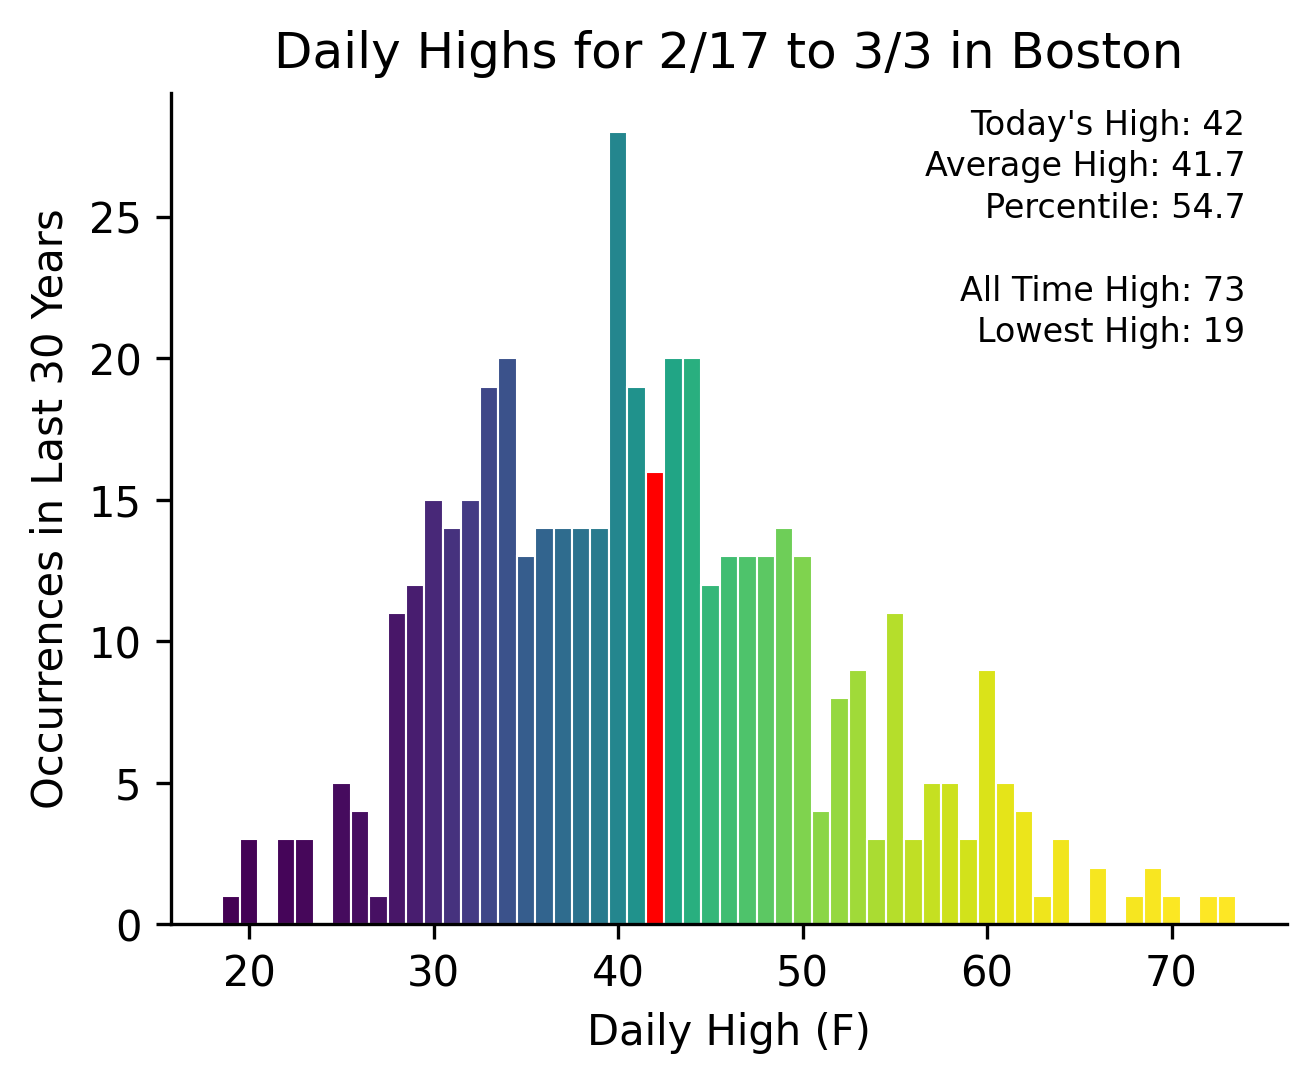 Daily Highs for 2/17 to 3/3 in Boston
Today's High: 42
Average High: 41.7
Percentile: 54.7
All Time High: 73
Lowest High: 19
Occurrences in Last 30 Years
25
20
15
10
5
0
20 30 40 50 60 70
Daily High (F)